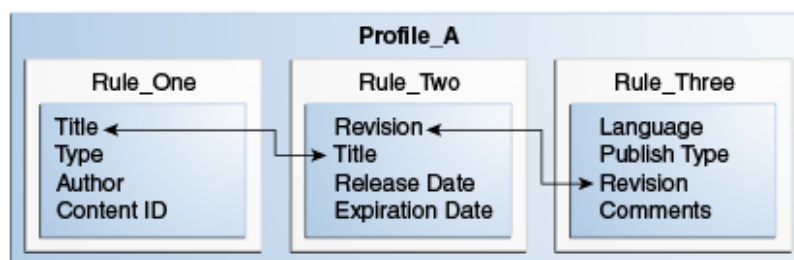 Profile_A
Rule_One
Title
Type
Author
Content ID
Rule_Two
Revision
Title
Release Date
Expiration Date
Rule_Three
Language
Publish Type
Revision
Comments